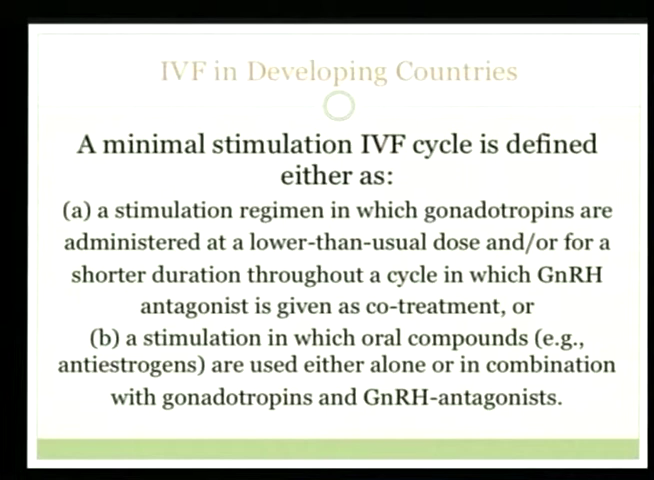 IVF in Developing Countries
A minimal stimulation IVF cycle is defined
either as:
(a) a stimulation regimen in which gonadotropins are
administered at a lower-than-usual dose and/or for a
shorter duration throughout a cycle in which GnRH
antagonist is given as co-treatment, or
(b) a stimulation in which oral compounds (e.g.,
antiestrogens) are used either alone or in combination
with gonadotropins and GnRH-antagonists.